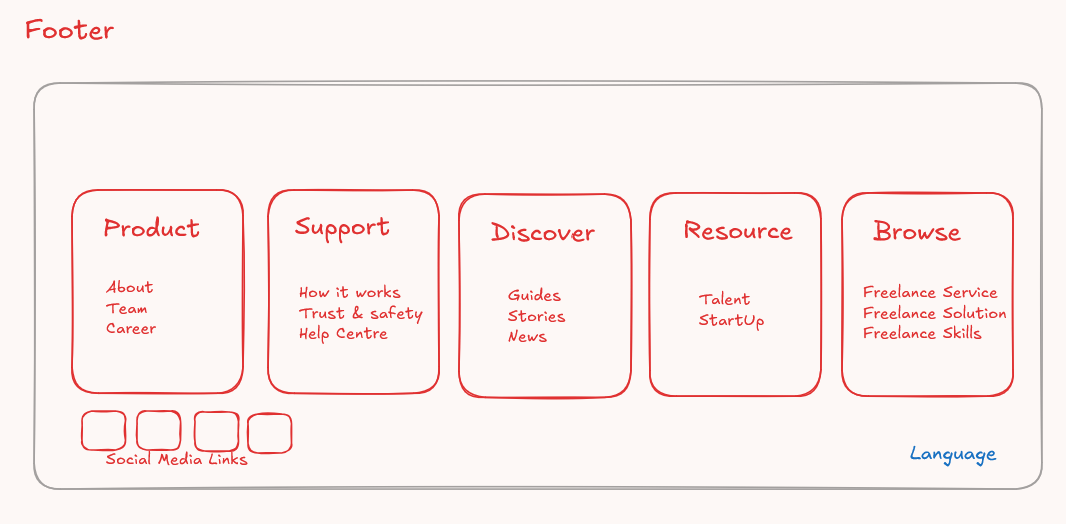 Footer
Product
About
Team
Career
Support
How it works
Trust & safety
Help Centre
Discover
Guides
Stories
News
Resource
Talent
StartUp
Browse
Freelance Service
Freelance Solution
Freelance Skills
Social Media Links
Language